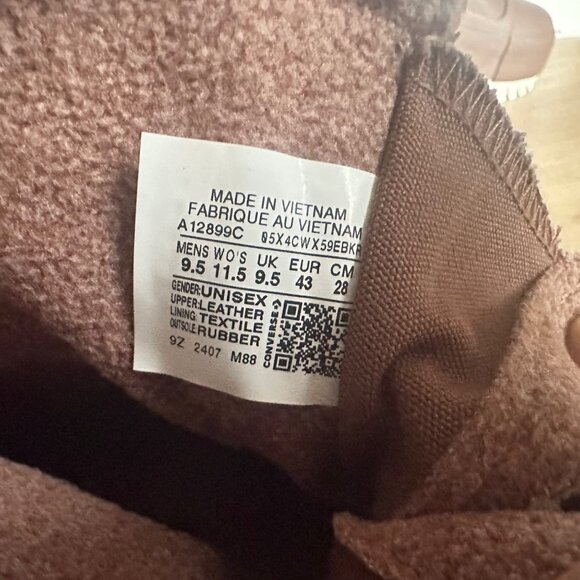 MADE IN VIETNAM
FABRIQUE AU VIETNAM
A12899C 05X4CWX59EBKR
MENS WO'S UK EUR CM
9.5 11.5 9.5 43 28
GENDER: UNISEX
UPPER: LEATHER
LINING TEXTILE
OUTSOLE RUBBER
9Z 2407 M88
CONVERSE